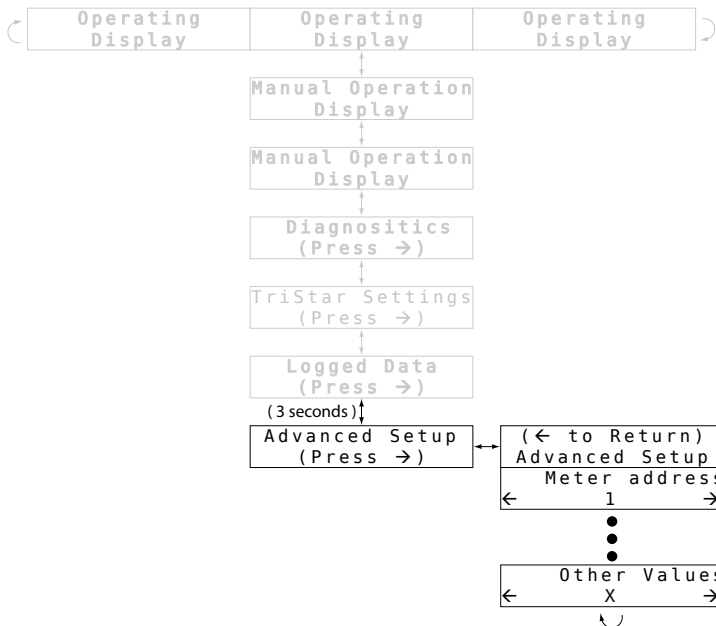 Operating Display
Operating Display
Operating Display
Manual Operation
Display
Manual Operation
Display
Diagnositics
(Press →)
TriStar Settings
(Press →)
Logged Data
(Press →)
(3 seconds)
Advanced Setup
(Press →)
(← to Return)
Advanced Setup
Meter address
← 1 →
Other Values
← X →